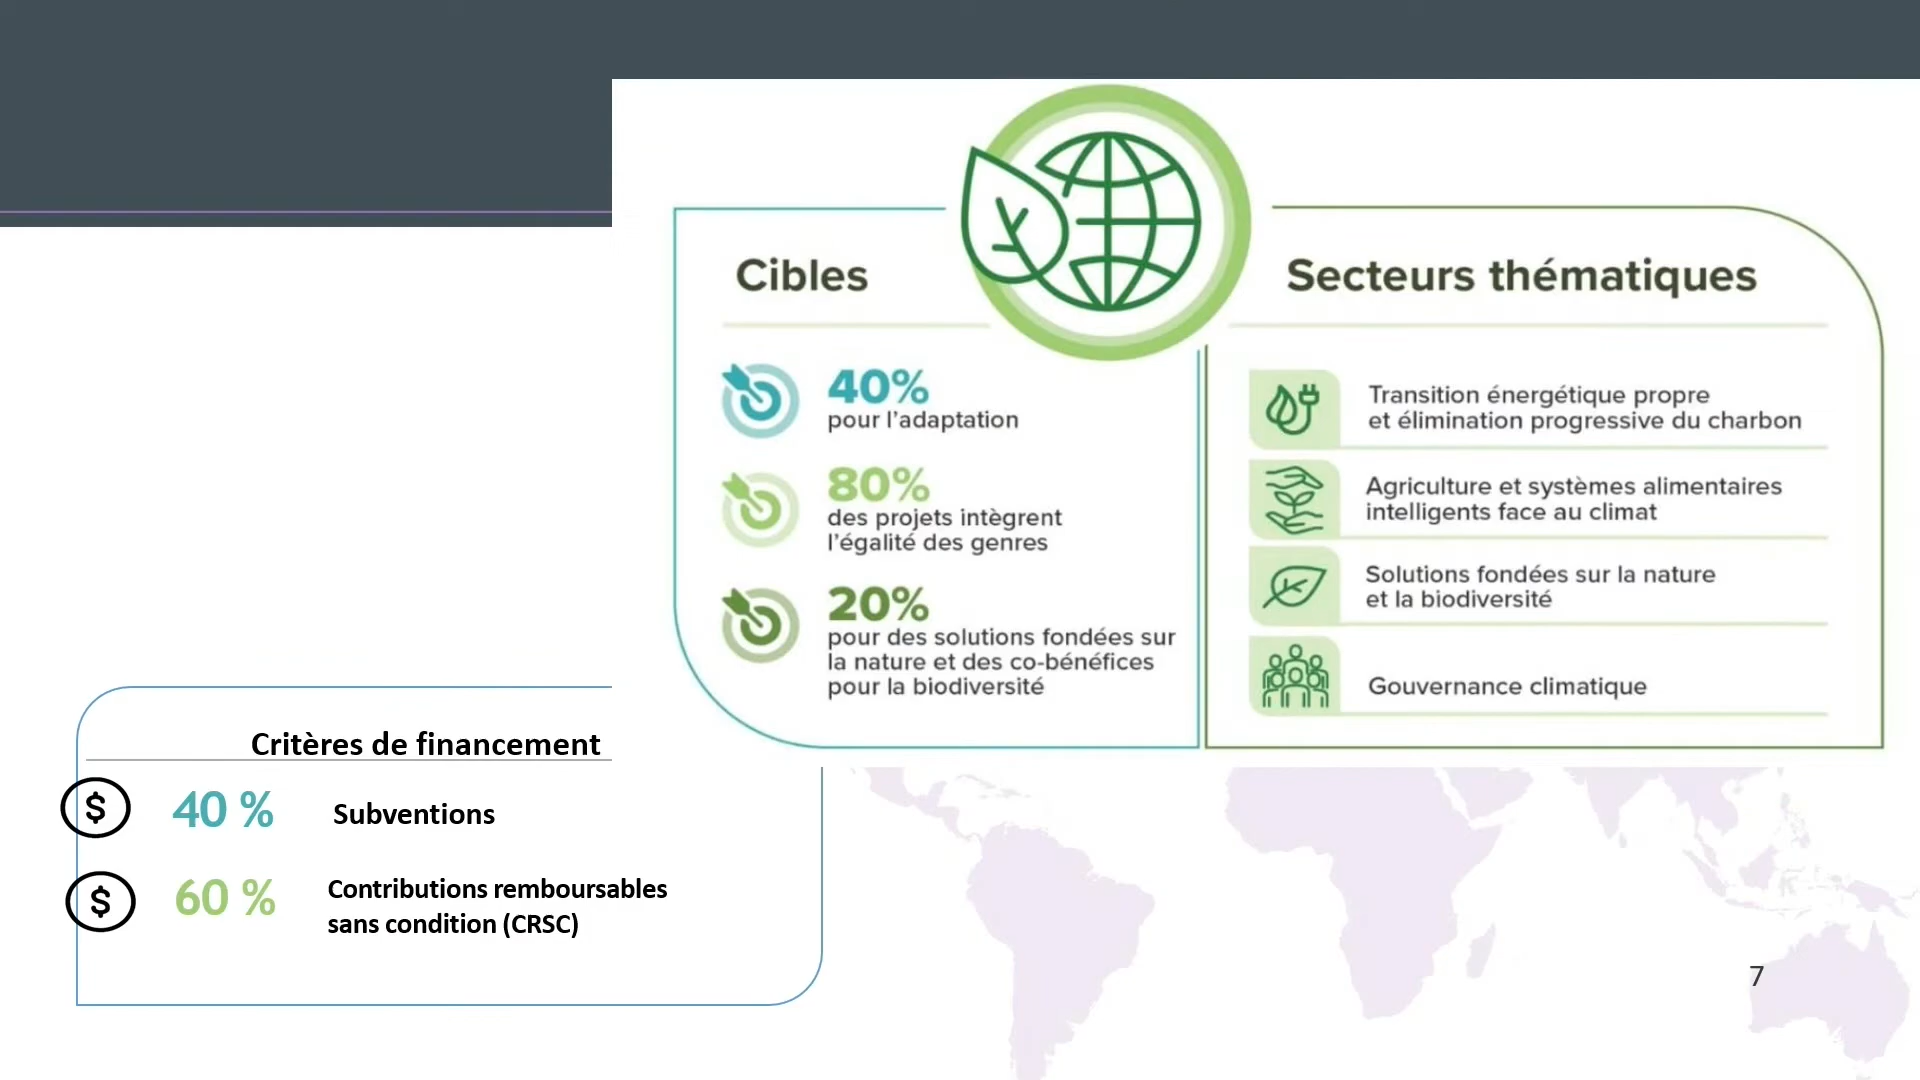 Cibles
40%
pour l’adaptation
80%
des projets intègrent
l’égalité des genres
20%
pour des solutions fondées sur
la nature et des co-bénéfices
pour la biodiversité
Secteurs thématiques
Transition énergétique propre
et élimination progressive du charbon
Agriculture et systèmes alimentaires
intelligents face au climat
Solutions fondées sur la nature
et la biodiversité
Gouvernance climatique
Critères de financement
$ 40 % Subventions
$ 60 % Contributions remboursables
sans condition (CRSC)
7